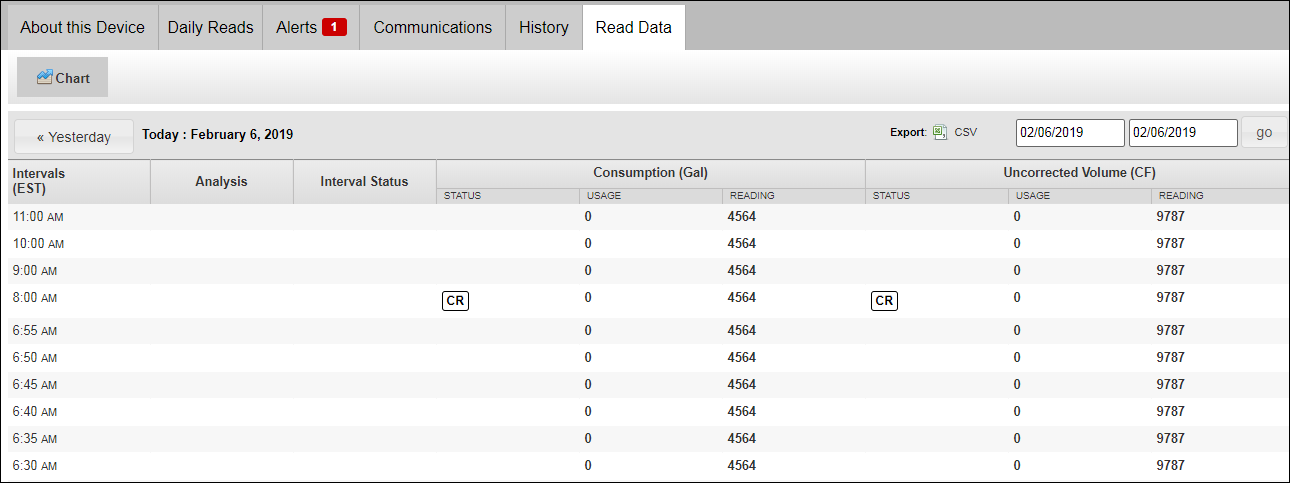 About this Device Daily Reads Alerts 1 Communications History Read Data
Chart
« Yesterday Today : February 6, 2019 Export: CSV 02/06/2019 02/06/2019 go
Intervals (EST) Analysis Interval Status Consumption (Gal) Uncorrected Volume (CF)
STATUS USAGE READING STATUS USAGE READING
11:00 AM 0 4564 0 9787
10:00 AM 0 4564 0 9787
9:00 AM 0 4564 0 9787
8:00 AM CR 0 4564 CR 0 9787
6:55 AM 0 4564 0 9787
6:50 AM 0 4564 0 9787
6:45 AM 0 4564 0 9787
6:40 AM 0 4564 0 9787
6:35 AM 0 4564 0 9787
6:30 AM 0 4564 0 9787